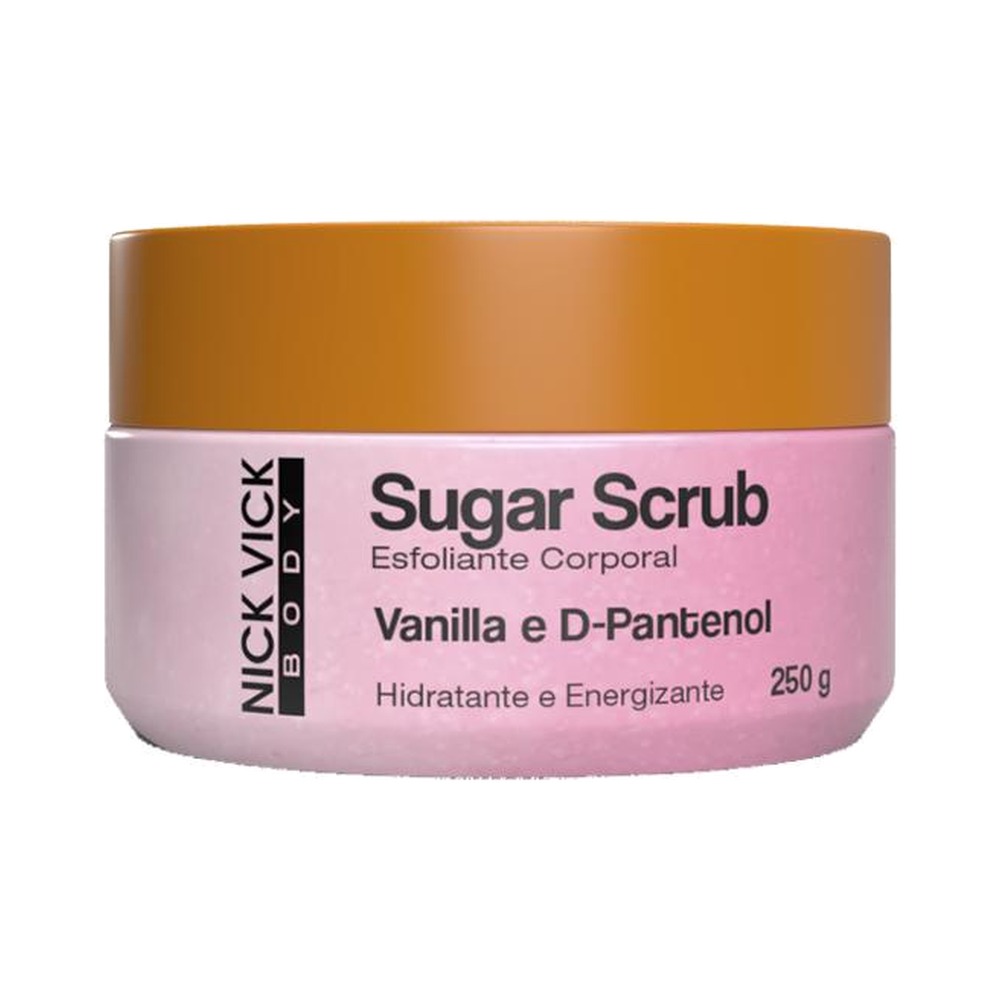 NICK VICK
BODY
Sugar Scrub
Esfoliante Corporal
Vanilla e D-Pantenol
Hidratante e Energizante
250 g